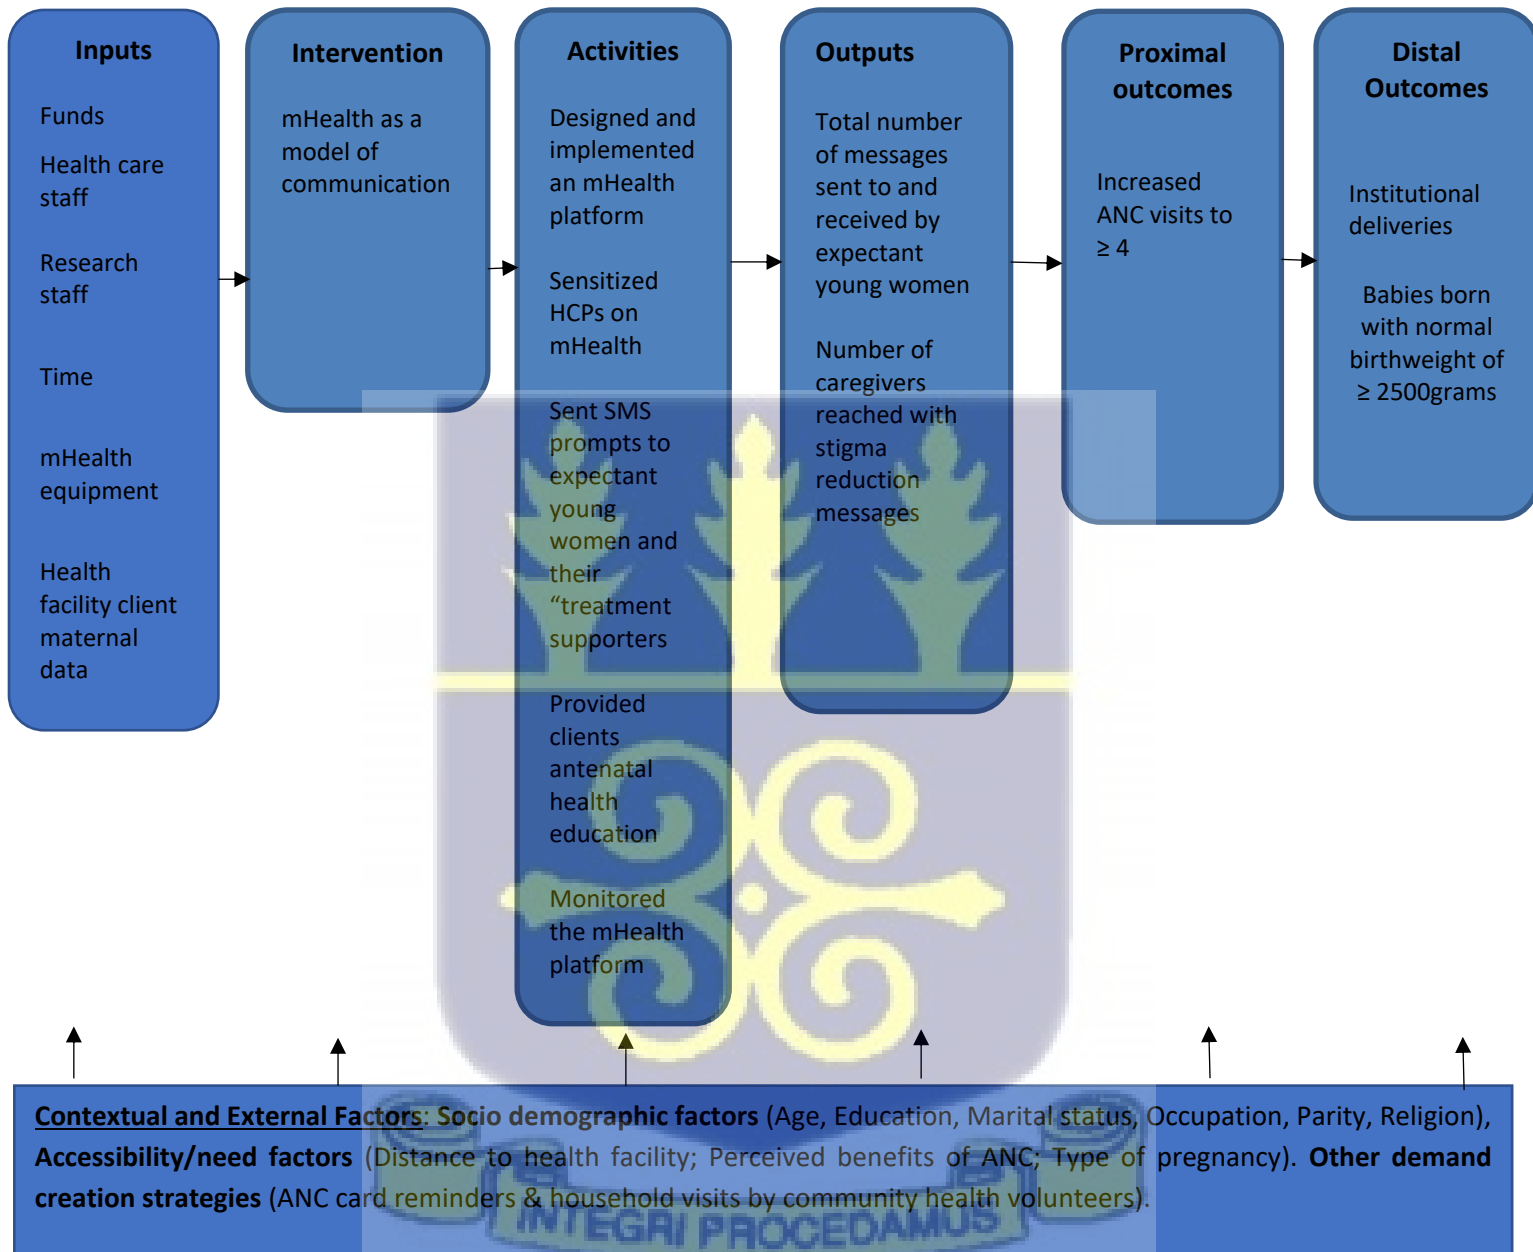 Inputs
Funds
Health care
staff
Research
staff
Time
mHealth
equipment
Health
facility client
maternal
data
Intervention
mHealth as a
model of
communication
Activities
Designed and
implemented
an mHealth
platform
Sensitized
HCPs on
mHealth
Sent SMS
prompts to
expectant
young
women and
their
“treatment
supporters
Provided
clients
antenatal
health
education
Monitored
the mHealth
platform
Outputs
Total number
of messages
sent to and
received by
expectant
young women
Number of
caregivers
reached with
stigma
reduction
messages
Proximal
outcomes
Increased
ANC visits to
≥ 4
Distal
Outcomes
Institutional
deliveries
Babies born
with normal
birthweight of
≥ 2500grams
Contextual and External Factors: Socio demographic factors (Age, Education, Marital status, Occupation, Parity, Religion),
Accessibility/need factors (Distance to health facility; Perceived benefits of ANC; Type of pregnancy). Other demand
creation strategies (ANC card reminders & household visits by community health volunteers).
INTEGRI PROCEDAMUS